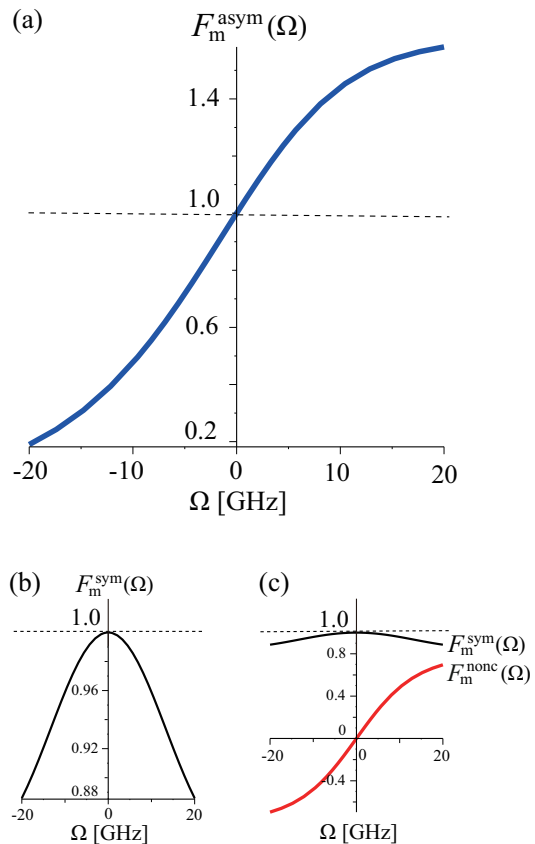 (a)
F_m^asym(Ω)
1.4
1.0
0.6
0.2
-20 -10 0 10 20
Ω [GHz]
(b) F_m^sym(Ω)
1.0
0.96
0.92
0.88
-20 0 20
Ω [GHz]
(c)
1.0
F_m^sym(Ω)
0.8
F_m^nonc(Ω)
0.4
0
-20 0 20
-0.4
Ω [GHz]